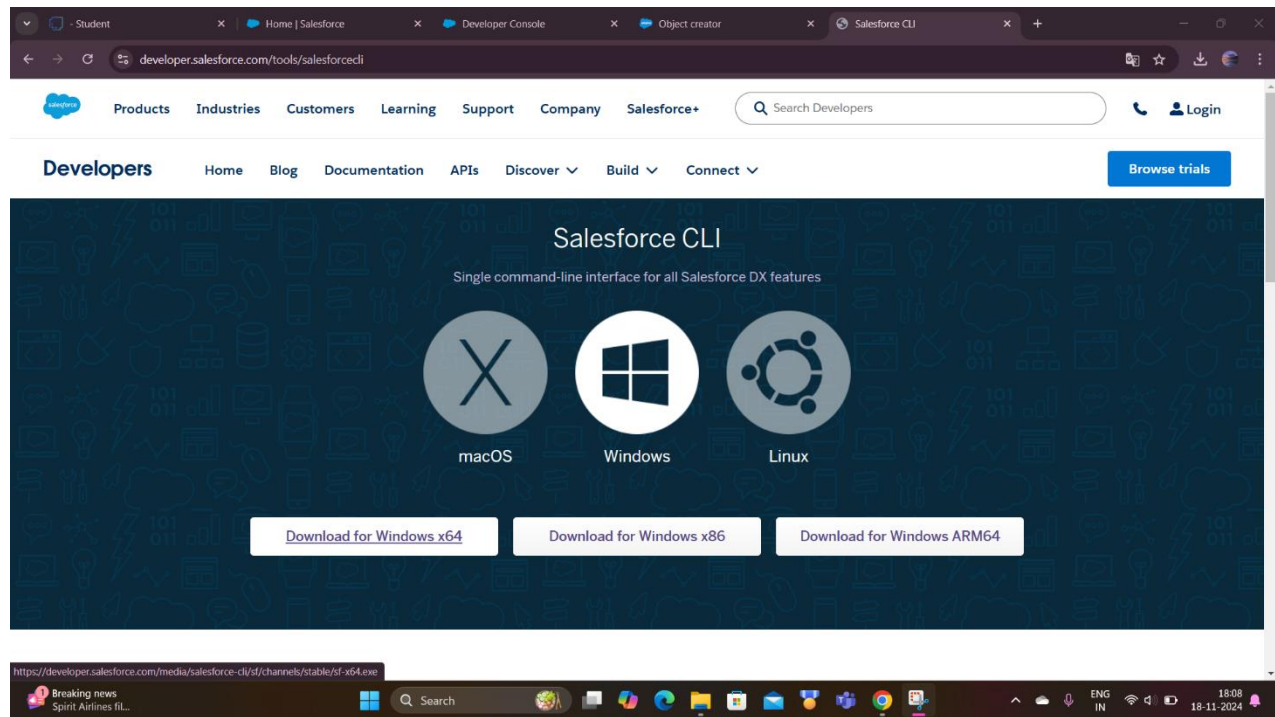 - Student
Home | Salesforce
Developer Console
Object creator
Salesforce CLI
developer.salesforce.com/tools/salesforcecli
salesforce
Products Industries Customers Learning Support Company Salesforce+ Search Developers Login
Developers Home Blog Documentation APIs Discover Build Connect Browse trials
Salesforce CLI
Single command-line interface for all Salesforce DX features
macOS Windows Linux
Download for Windows x64 Download for Windows x86 Download for Windows ARM64
https://developer.salesforce.com/media/salesforce-cli/sf/channels/stable/sf-x64.exe
1 Breaking news
Spirit Airlines fil...
Search
ENG
IN
18:08
18-11-2024